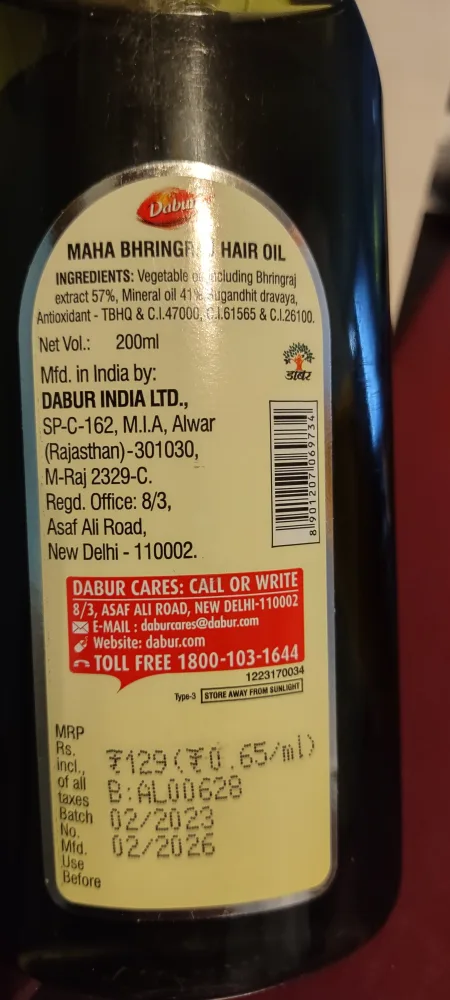 Dabur
MAHA BHRINGRAJ HAIR OIL
INGREDIENTS: Vegetable oil including Bhringraj
extract 57%, Mineral oil 41%, Sugandhit dravaya,
Antioxidant - TBHQ & C.I.47000, C.I.61565 & C.I.26100.
Net Vol.: 200ml
डाबर
Mfd. in India by:
DABUR INDIA LTD.,
SP-C-162, M.I.A, Alwar
(Rajasthan)-301030,
M-Raj 2329-C.
Regd. Office: 8/3,
Asaf Ali Road,
New Delhi - 110002.
8 901207 069734
DABUR CARES: CALL OR WRITE
8/3, ASAF ALI ROAD, NEW DELHI-110002
E-MAIL : daburcares@dabur.com
Website: dabur.com
TOLL FREE 1800-103-1644
1223170034
Type-3 STORE AWAY FROM SUNLIGHT
MRP
Rs.
incl.,
of all
taxes
Batch
No.
Mfd.
Use
Before
₹129(₹0.65/ml)
B:AL00628
02/2023
02/2026